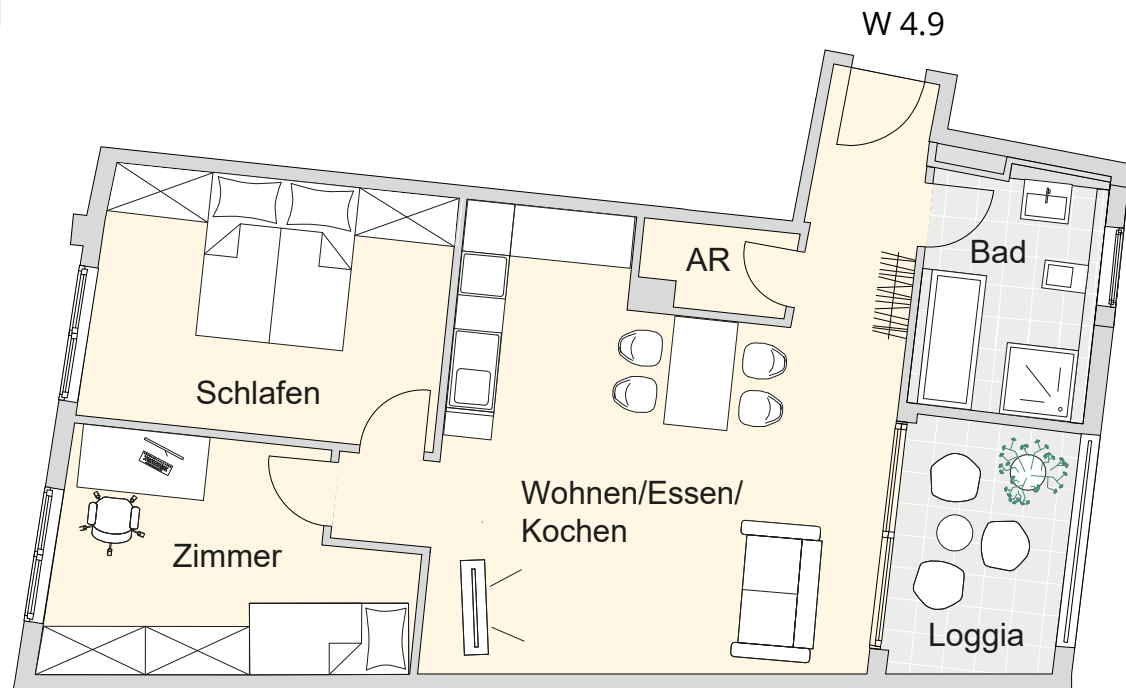 W 4.9
AR
Bad
Schlafen
Wohnen/Essen/
Kochen
Zimmer
Loggia